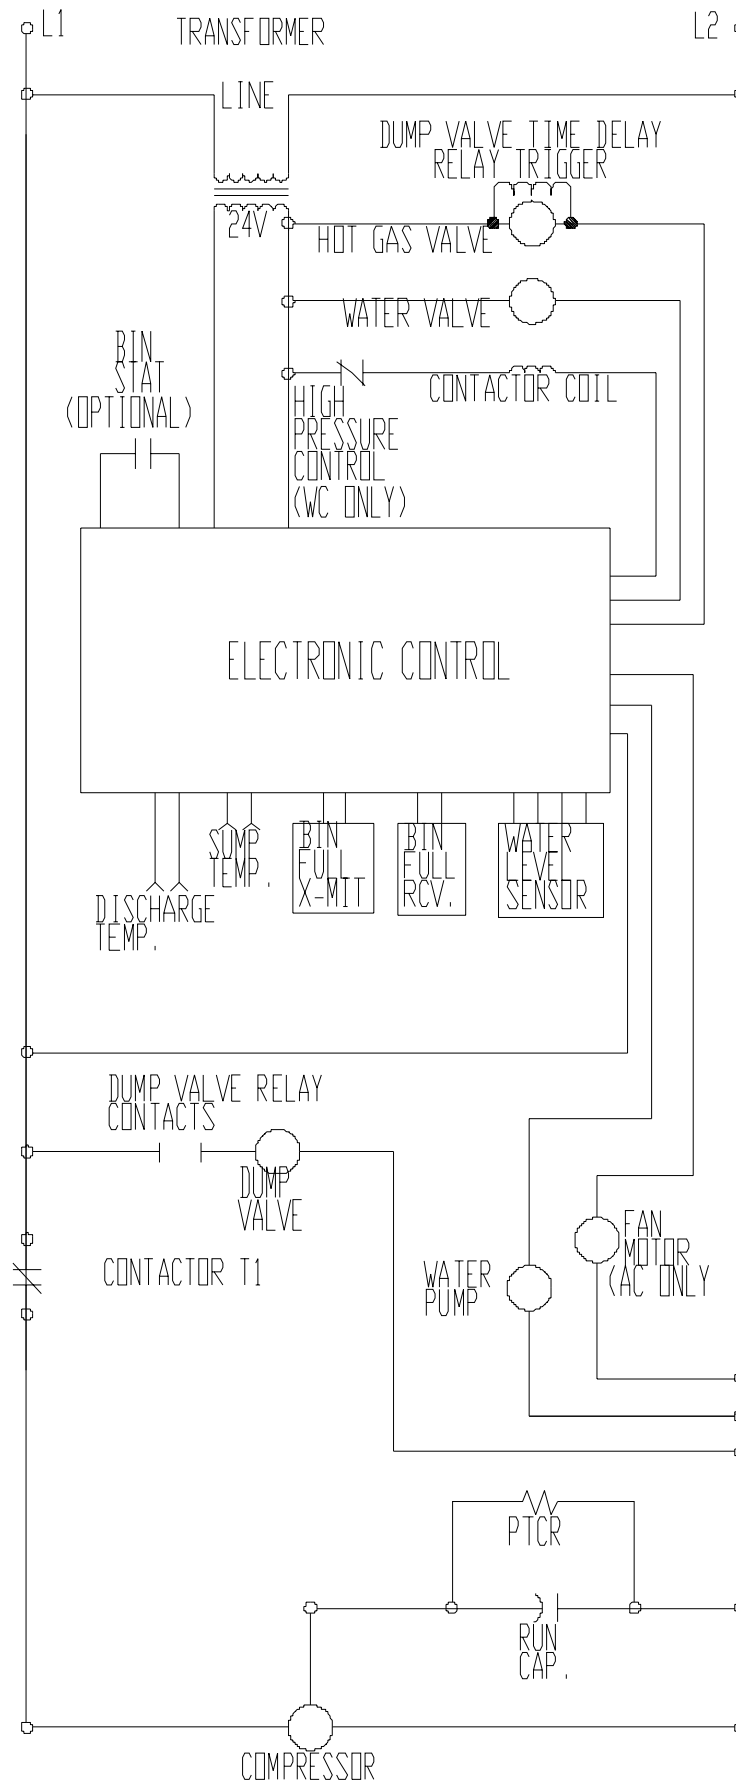 L1
TRANSFORMER
L2
LINE
DUMP VALVE TIME DELAY
RELAY TRIGGER
24V
HOT GAS VALVE
WATER VALVE
BIN
STAT
(OPTIONAL)
CONTACTOR COIL
HIGH
PRESSURE
CONTROL
(WC ONLY)
ELECTRONIC CONTROL
SUMP
TEMP.
BIN
FULL
X-MIT
BIN
FULL
RCV.
WATER
LEVEL
SENSOR
DISCHARGE
TEMP.
DUMP VALVE RELAY
CONTACTS
DUMP
VALVE
FAN
MOTOR
(AC ONLY
CONTACTOR T1
WATER
PUMP
PTCR
RUN
CAP.
COMPRESSOR